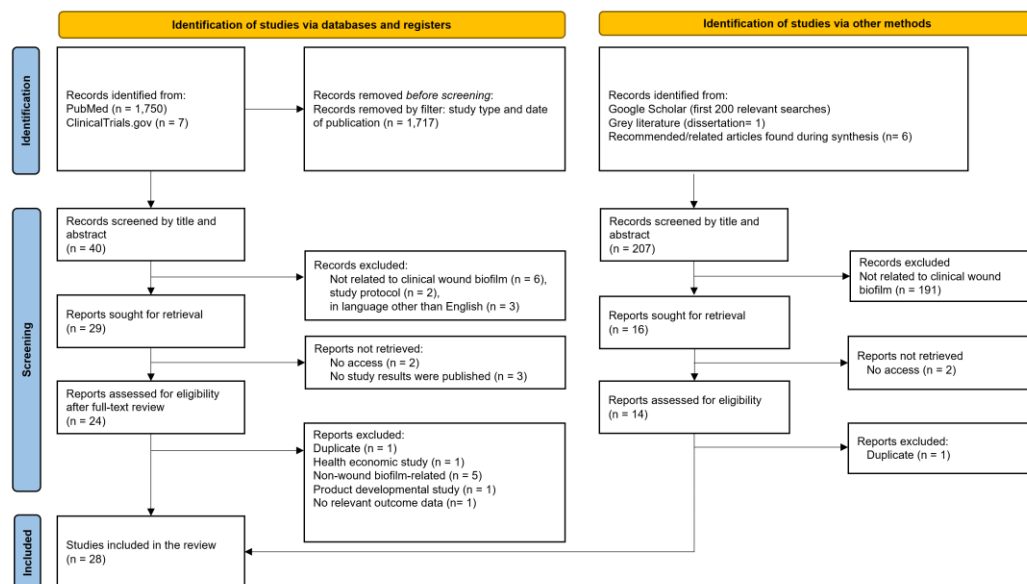 Identification of studies via databases and registers
Identification of studies via other methods
Identification
Records identified from:
PubMed (n = 1,750)
ClinicalTrials.gov (n = 7)
Records removed before screening:
Records removed by filter: study type and date
of publication (n = 1,717)
Records identified from:
Google Scholar (first 200 relevant searches)
Grey literature (dissertation= 1)
Recommended/related articles found during synthesis (n= 6)
Screening
Records screened by title and
abstract
(n = 40)
Records excluded:
Not related to clinical wound biofilm (n = 6),
study protocol (n = 2),
in language other than English (n = 3)
Reports sought for retrieval
(n = 29)
Reports not retrieved:
No access (n = 2)
No study results were published (n = 3)
Reports assessed for eligibility
after full-text review
(n = 24)
Reports excluded:
Duplicate (n = 1)
Health economic study (n = 1)
Non-wound biofilm-related (n = 5)
Product developmental study (n = 1)
No relevant outcome data (n= 1)
Records screened by title and
abstract
(n = 207)
Records excluded
Not related to clinical wound
biofilm (n = 191)
Reports sought for retrieval
(n = 16)
Reports not retrieved
No access (n = 2)
Reports assessed for eligibility
(n = 14)
Reports excluded:
Duplicate (n = 1)
Included
Studies included in the review
(n = 28)